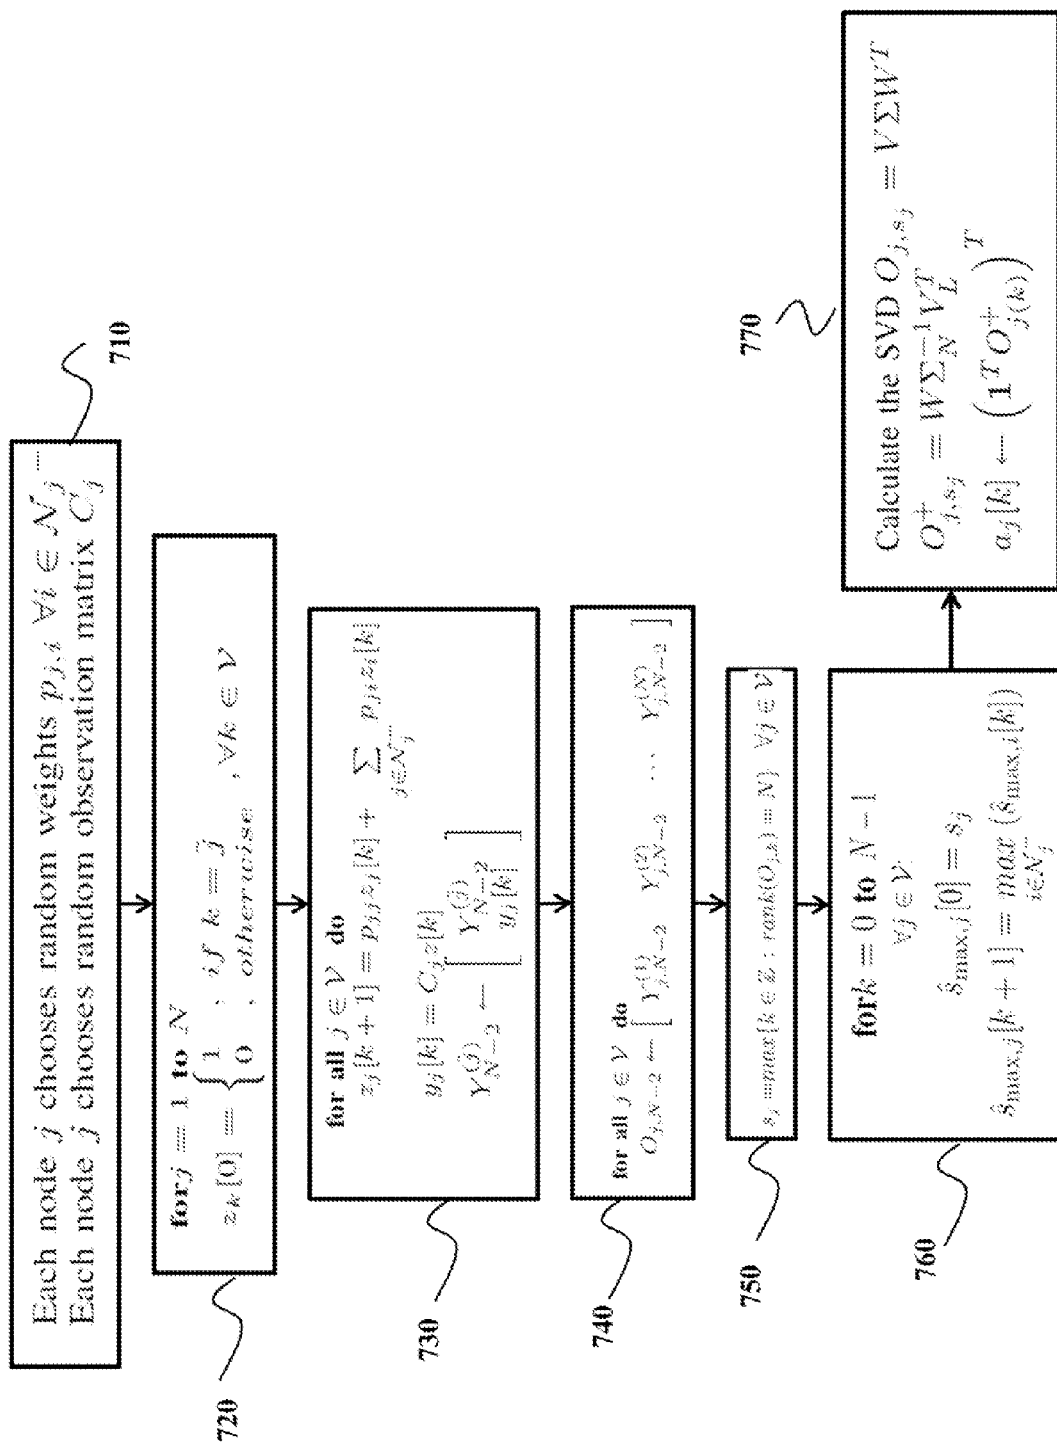 Each node j chooses random weights p_{j,i} ∀i ∈ 𝒩_j^−
Each node j chooses random observation matrix C_j
710
for j = 1 to N
z_k[0] = { 1 , if k = j
0 , otherwise , ∀k ∈ 𝒱
720
for all j ∈ 𝒱 do
z_j[k + 1] = p_{jj} z_j[k] + ∑_{j∈𝒩_j^−} p_{ji} z_i[k]
y_j[k] = C_j z[k]
Y_{N−2}^{(j)} ← [ Y_{N−2}^{(j)}
y_j[k] ]
730
for all j ∈ 𝒱 do
O_{j,N−2} ← [ Y_{j,N−2}^{(1)} Y_{j,N−2}^{(2)} ⋯ Y_{j,N−2}^{(N)} ]
740
s_j = max{k ∈ ℤ : rank(O_{j,k}) = N} ∀j ∈ 𝒱
750
for k = 0 to N − 1
∀j ∈ 𝒱
ŝ_{max,j}[0] = s_j
ŝ_{max,j}[k + 1] = max_{i∈𝒩_j^−} (ŝ_{max,i}[k])
760
770
Calculate the SVD O_{j,s_j} = VΣW^T
O_{j,s_j}^+ = WΣ_N^{−1}V_L^T
a_j[k] ← (1^T O_{j(k)}^+)^T